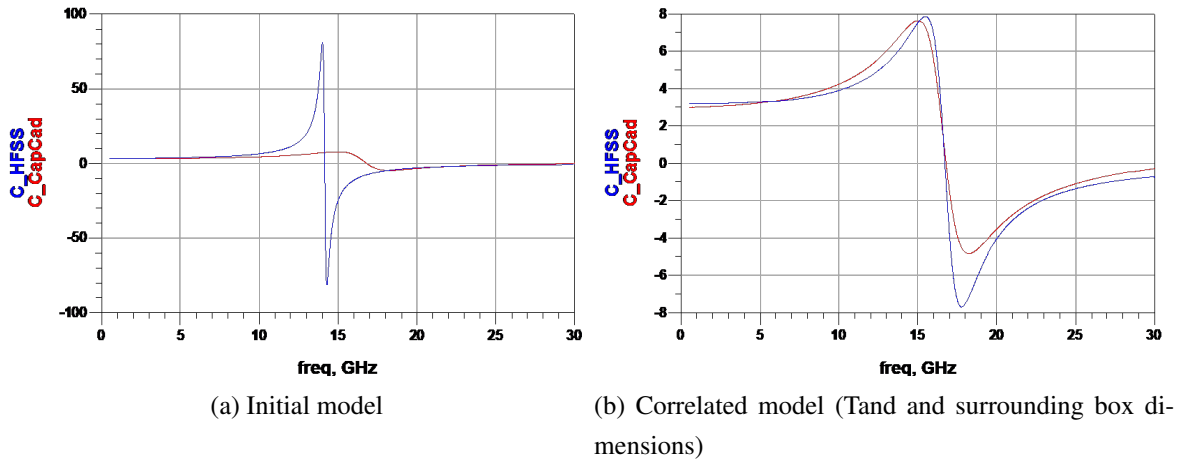 100
50
0
-50
-100
C_HFSS
C_CapCad
0 5 10 15 20 25 30
freq, GHz
(a) Initial model
8
6
4
2
0
-2
-4
-6
-8
C_HFSS
C_CapCad
0 5 10 15 20 25 30
freq, GHz
(b) Correlated model (Tand and surrounding box di-
mensions)